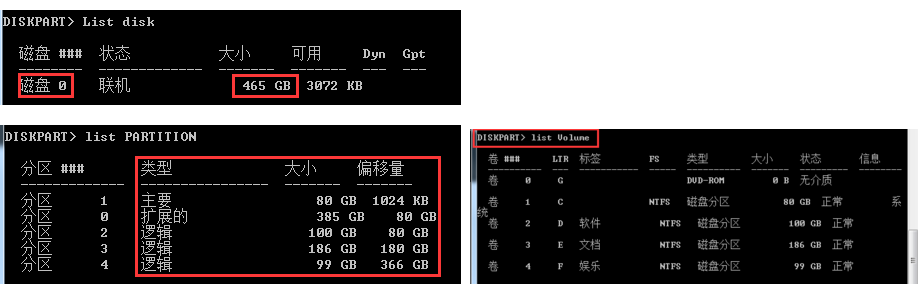 DISKPART> List disk
磁盘 ### 状态 大小 可用 Dyn Gpt
磁盘 0 联机 465 GB 3072 KB
DISKPART> list PARTITION
分区 ### 类型 大小 偏移量
分区 1 主要 80 GB 1024 KB
分区 0 扩展的 385 GB 80 GB
分区 2 逻辑 100 GB 80 GB
分区 3 逻辑 186 GB 180 GB
分区 4 逻辑 99 GB 366 GB
DISKPART> list Volume
卷 ### LTR 标签 FS 类型 大小 状态 信息
卷 0 G DVD-ROM 0 B 无介质
卷 1 C NTFS 磁盘分区 80 GB 正常 系
统
卷 2 D 软件 NTFS 磁盘分区 100 GB 正常
卷 3 E 文档 NTFS 磁盘分区 186 GB 正常
卷 4 F 娱乐 NTFS 磁盘分区 99 GB 正常